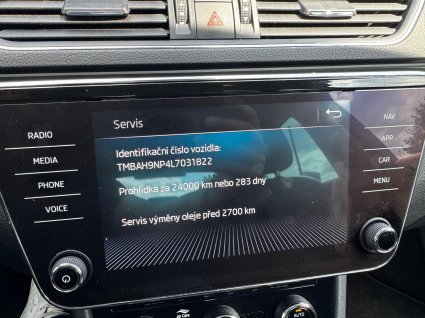 Servis
RADIO
MEDIA
PHONE
VOICE
Identifikační číslo vozidla:
TMBAH9NP4L7031822
Prohlídka za 24000 km nebo 283 dny
Servis výměny oleje před 2700 km
NAV
APP
CAR
MENU